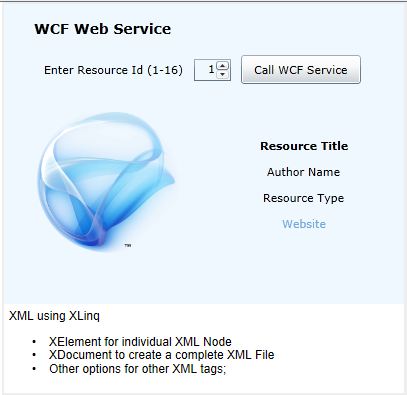 WCF Web Service
Enter Resource Id (1-16) 1 Call WCF Service
Resource Title
Author Name
Resource Type
Website
™
XML using XLinq
• XElement for individual XML Node
• XDocument to create a complete XML File
• Other options for other XML tags;